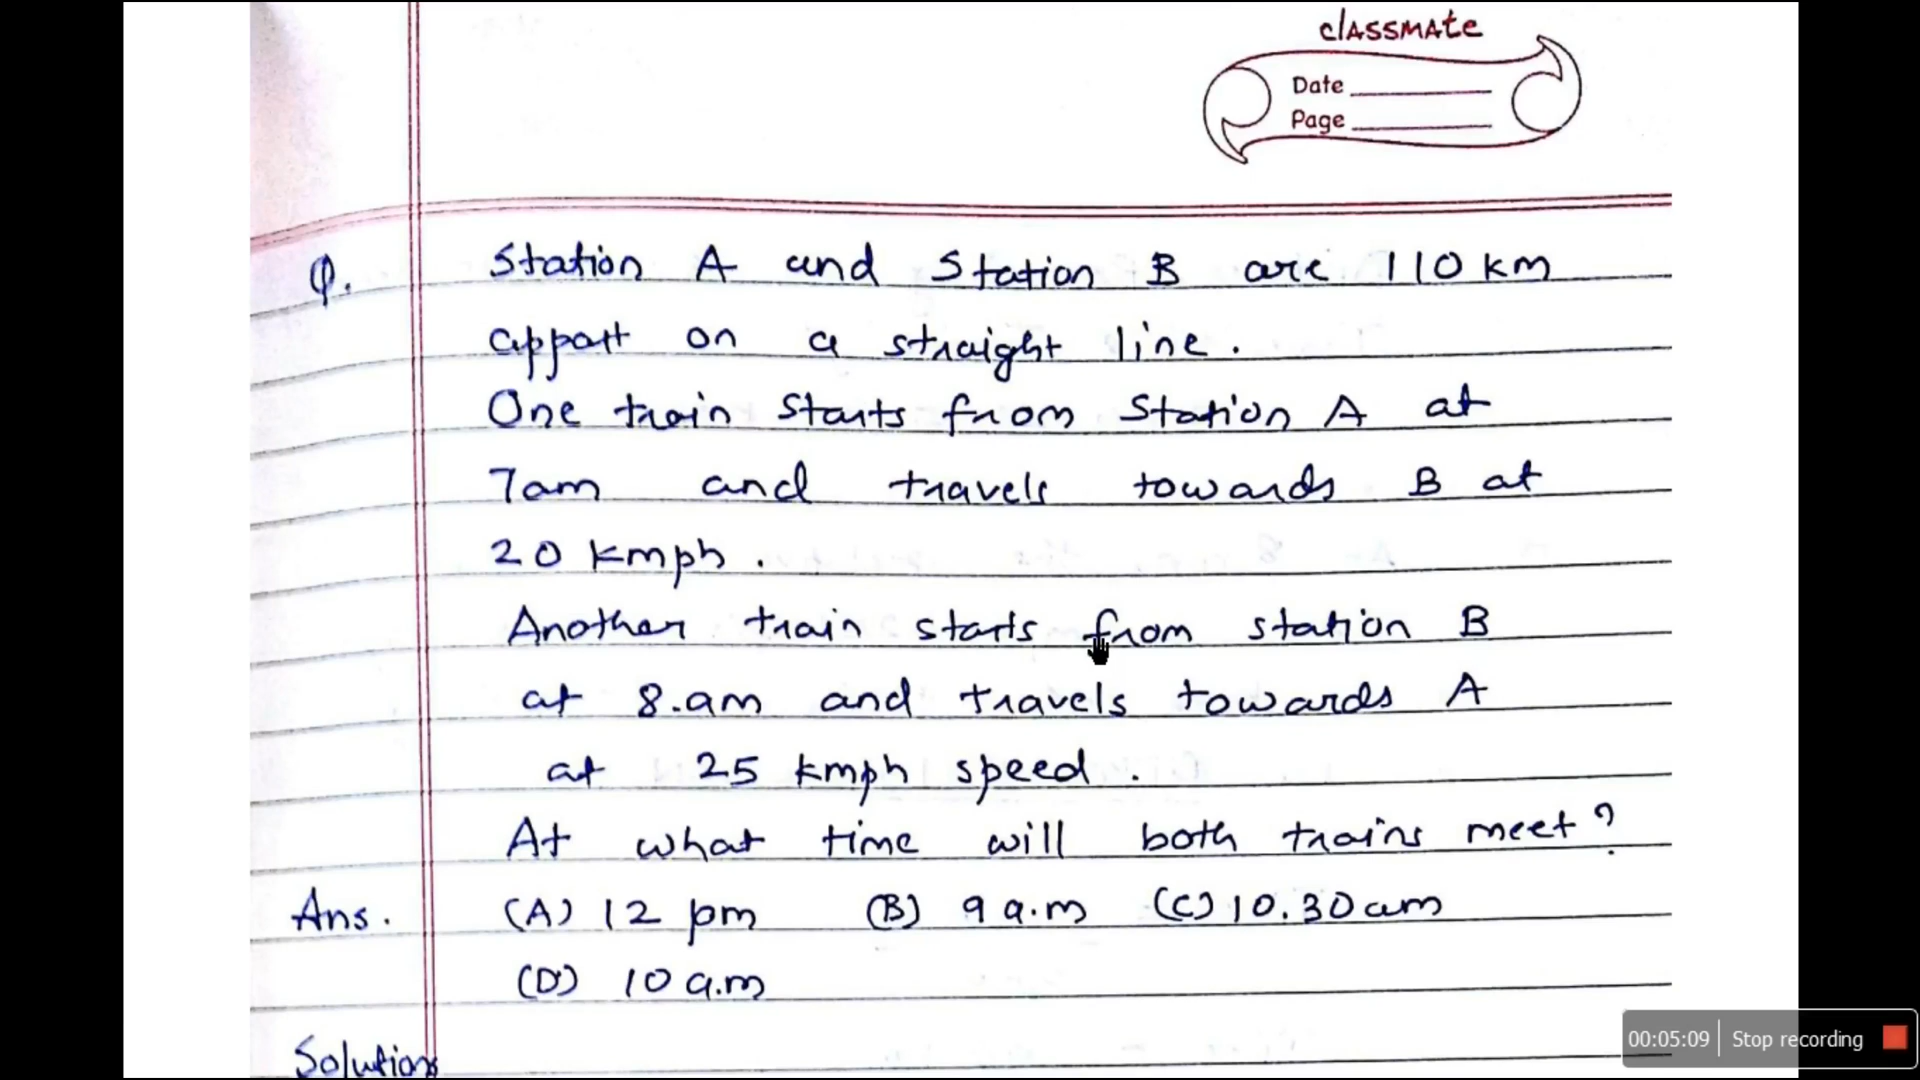 classmate
Date
Page
Q. Station A and Station B are 110 km
appart on a straight line.
One train starts from Station A at
7am and travels towards B at
20 kmph.
Another train starts from station B
at 8.am and travels towards A
at 25 kmph speed.
At what time will both trains meet?
Ans. (A) 12 pm (B) 9 a.m (C) 10.30am
(D) 10 a.m
Solution
00:05:09 Stop recording